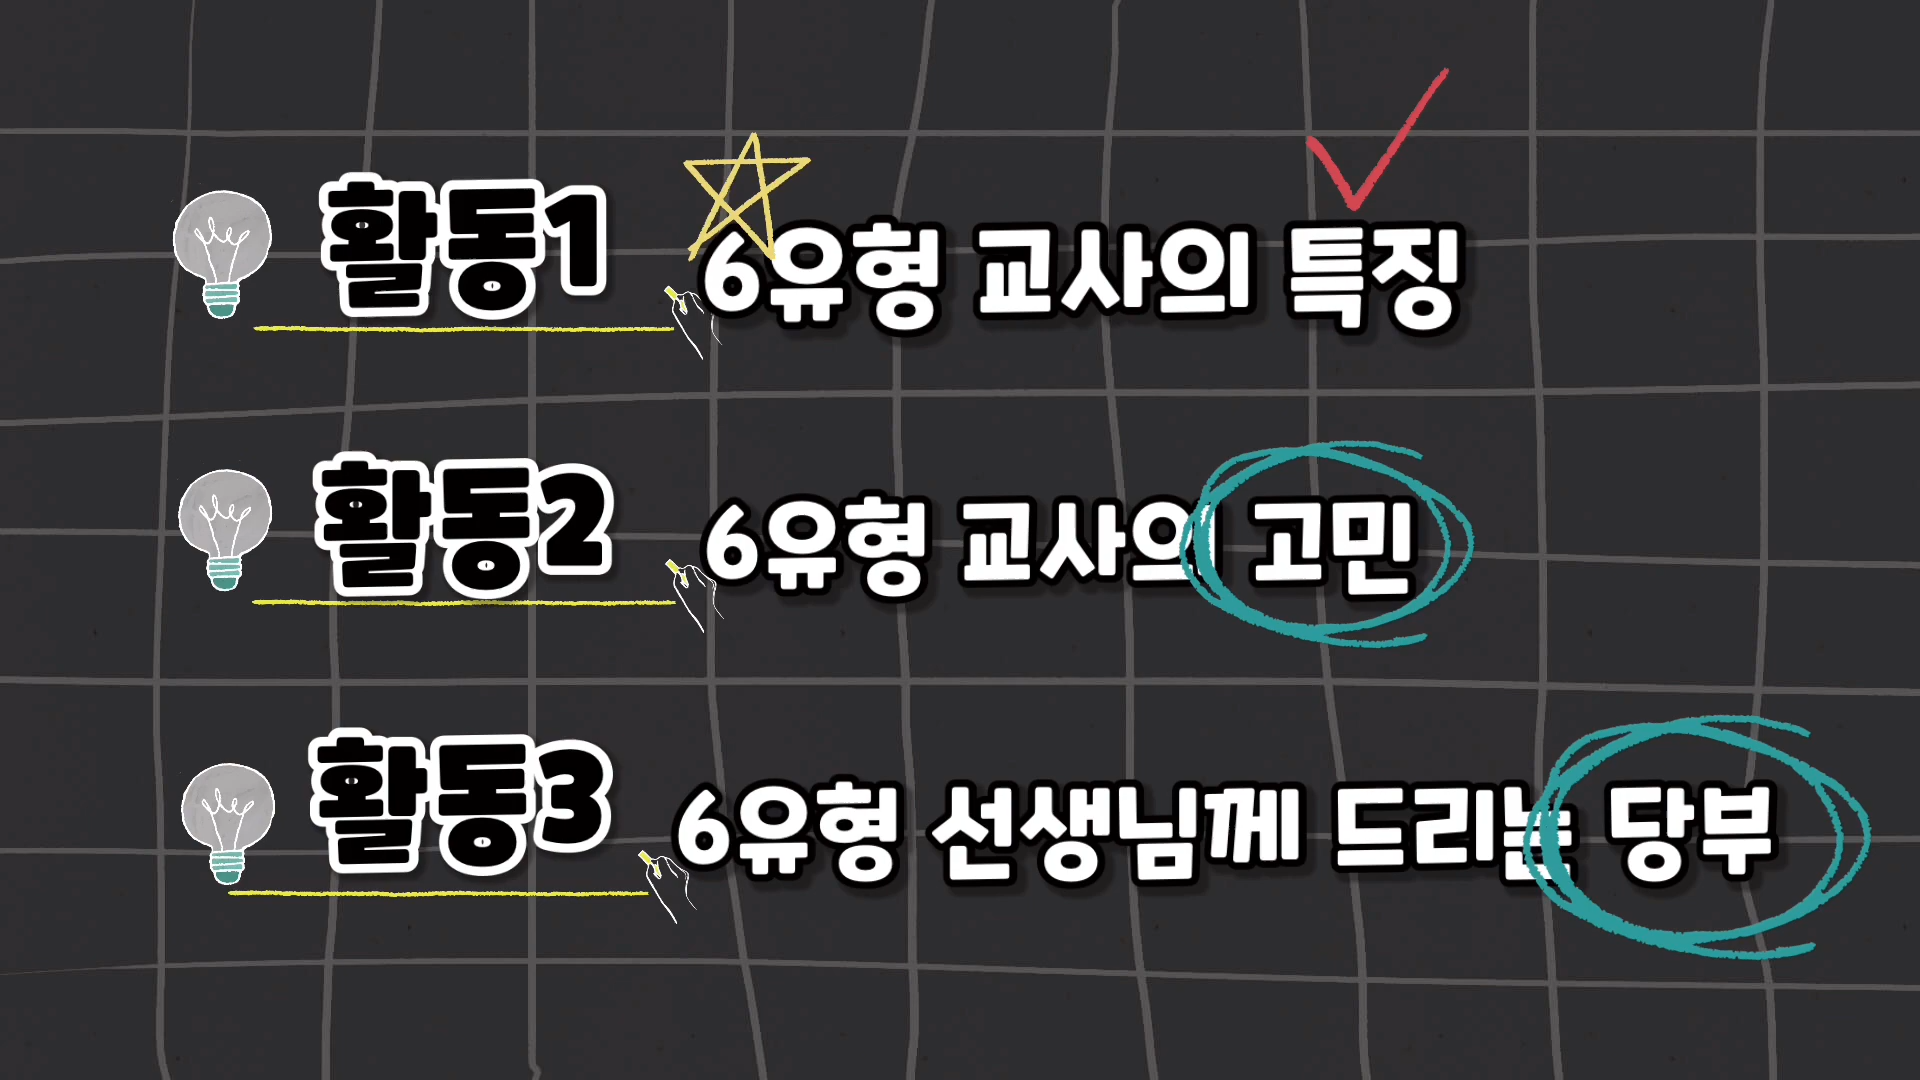 활동1 6유형 교사의 특징
활동2 6유형 교사의 고민
활동3 6유형 선생님께 드리는 당부